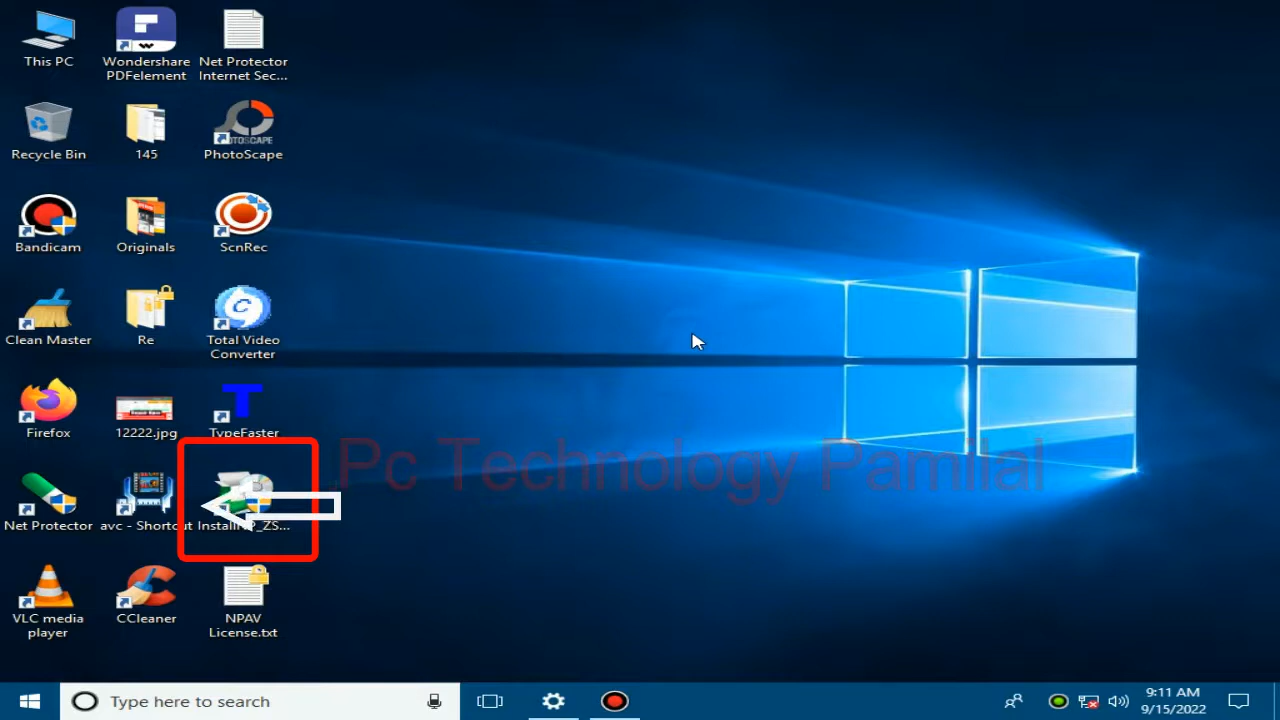 This PC
Wondershare
PDFelement
Net Protector
Internet Sec...
Recycle Bin
145
PhotoScape
Bandicam
Originals
ScnRec
Clean Master
Re
Total Video
Converter
Firefox
12222.jpg
TypeFaster
Pc Technology Pamilal
Net Protector
avc - Shortcut
VLC media
player
CCleaner
NPAV
License.txt
Type here to search
9:11 AM
9/15/2022